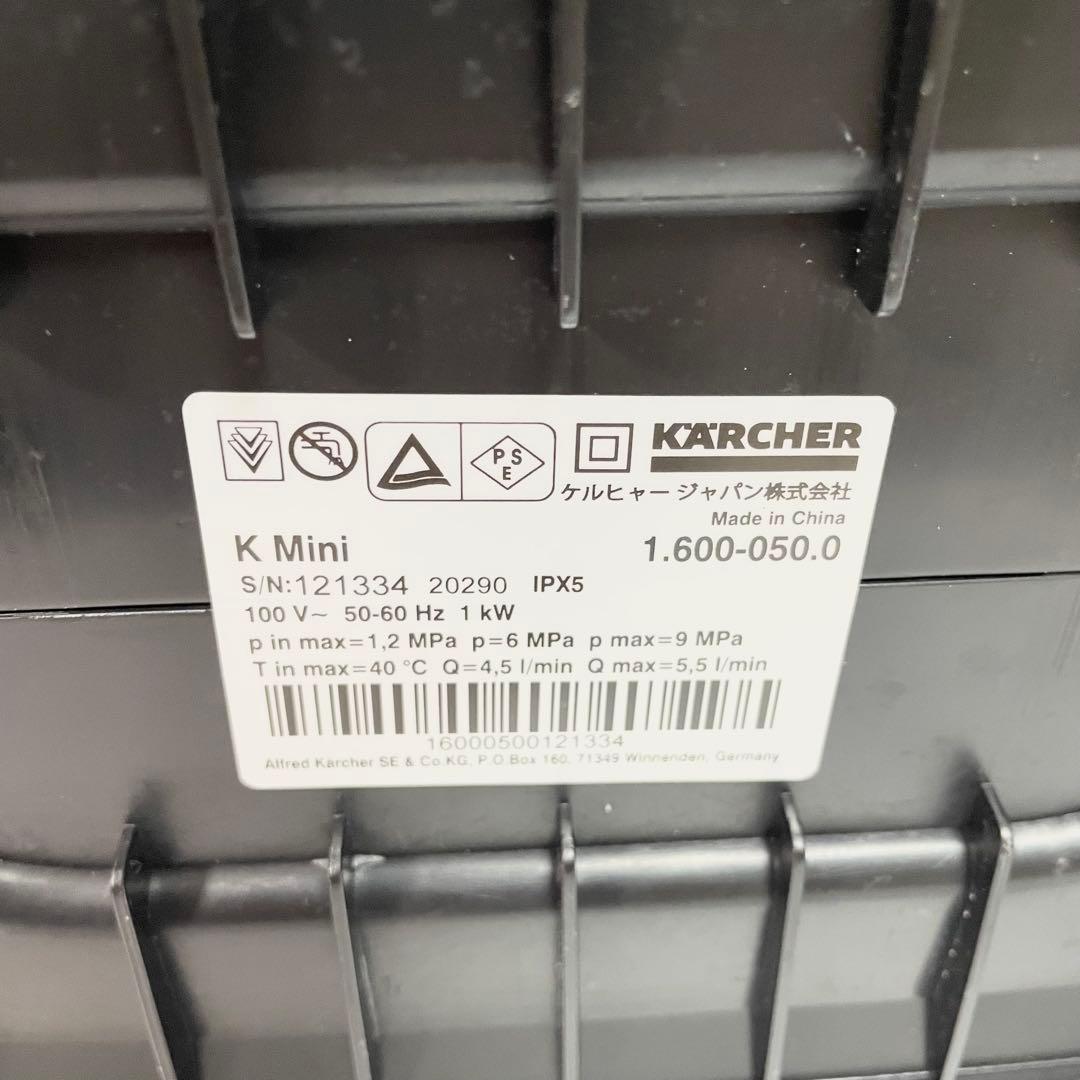 P S
E
KÄRCHER
ケルヒャー ジャパン株式会社
Made in China
K Mini 1.600-050.0
S/N:121334 20290 IPX5
100 V~ 50-60 Hz 1 kW
p in max=1,2 MPa p=6 MPa p max=9 MPa
T in max=40 °C Q=4,5 l/min Q max=5,5 l/min
16000500121334
Alfred Kärcher SE & Co.KG, P.O.Box 160, 71349 Winnenden, Germany